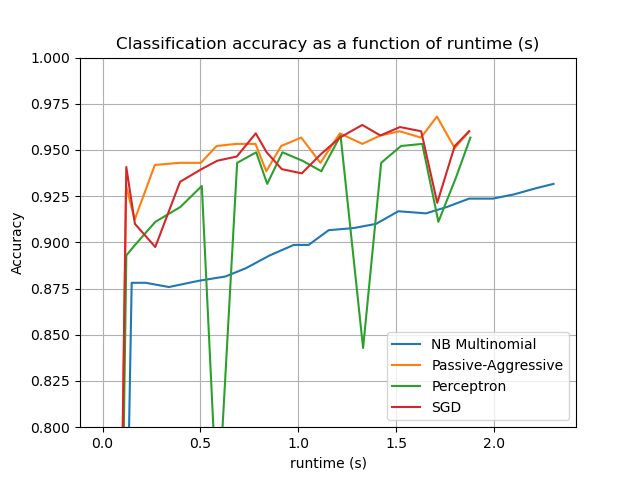 Classification accuracy as a function of runtime (s)
1.000
0.975
0.950
0.925
0.900
0.875
0.850
0.825
0.800
Accuracy
NB Multinomial
Passive-Aggressive
Perceptron
SGD
0.0 0.5 1.0 1.5 2.0
runtime (s)